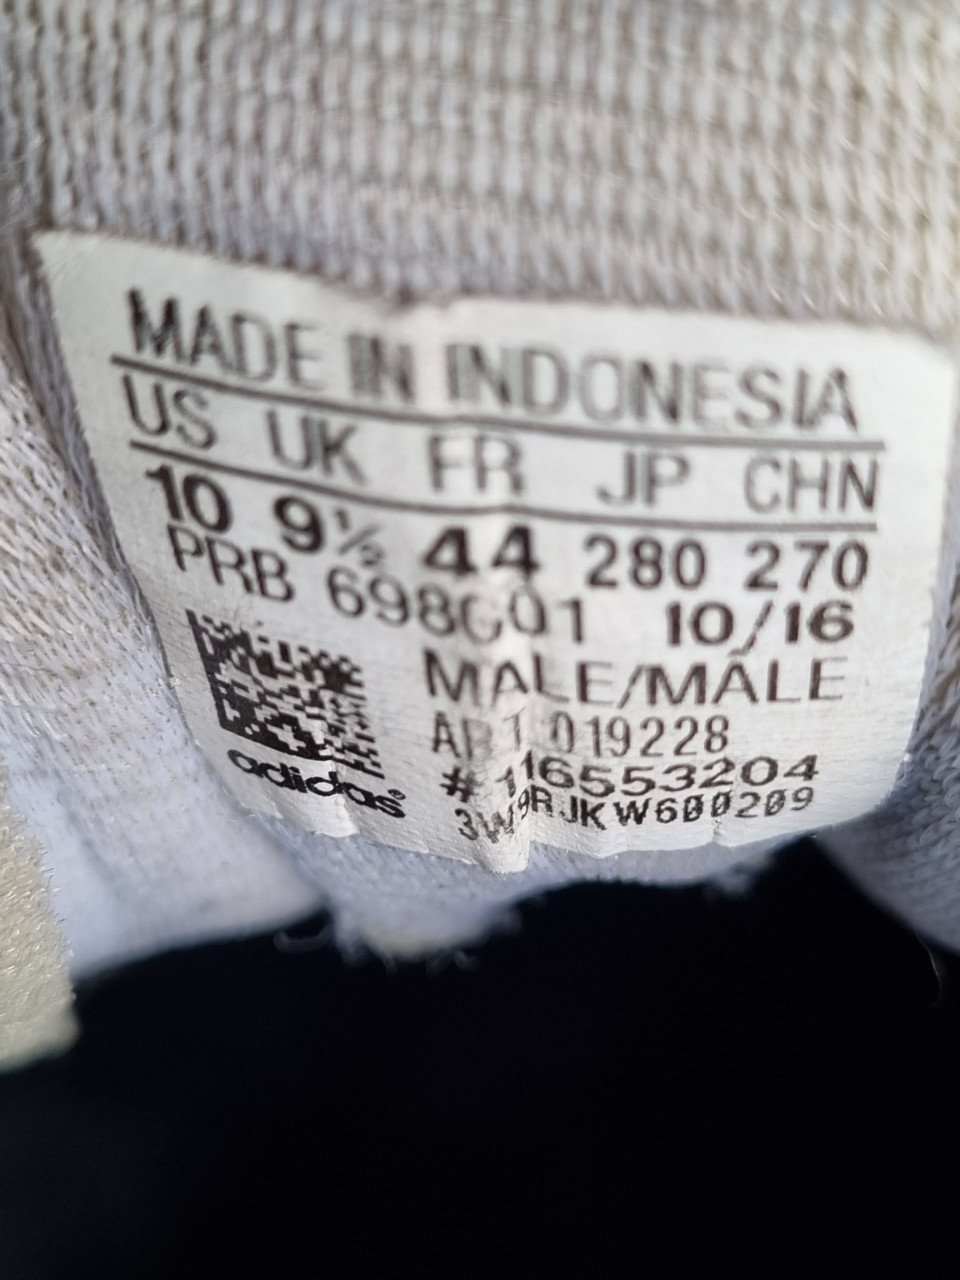 MADE IN INDONESIA
US UK FR JP CHN
10 9½ 44 280 270
PRB 698001 10/16
MALE/MÂLE
ART 019228
adidas
# 116553204
3W9RJKW600209